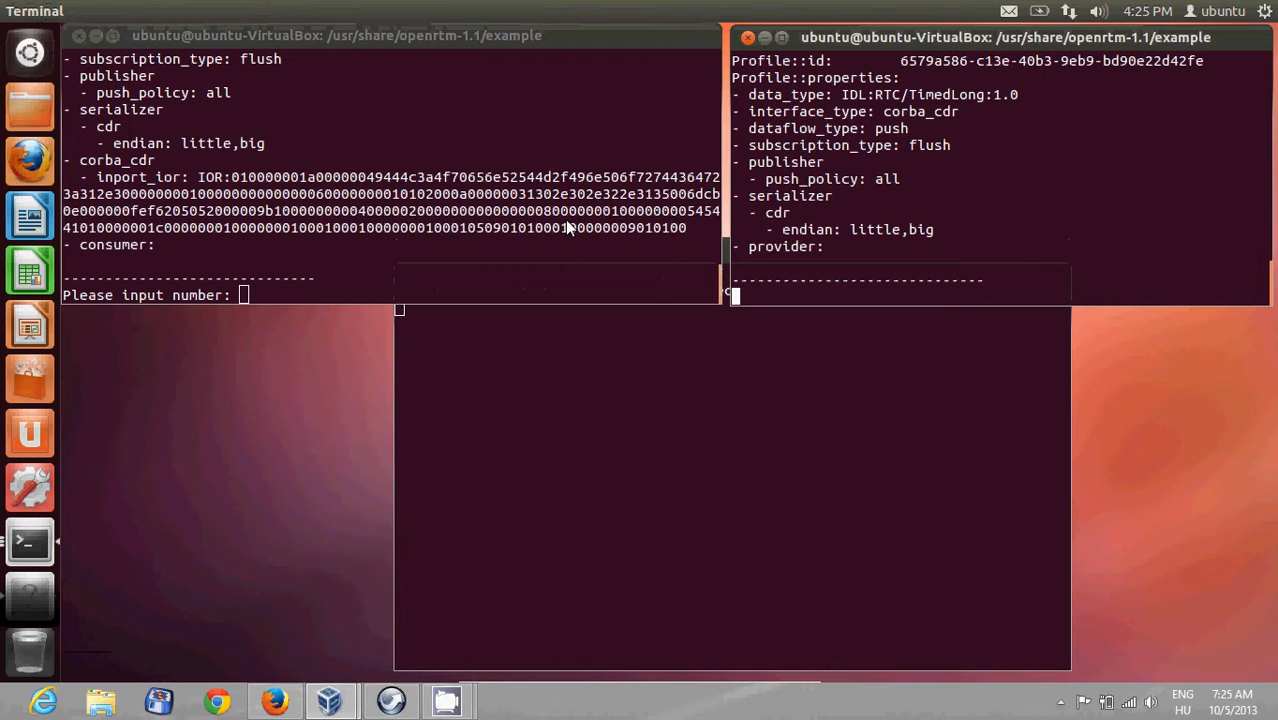 Terminal
4:25 PM
ubuntu
ubuntu@ubuntu-VirtualBox: /usr/share/openrtm-1.1/example
- subscription_type: flush
- publisher
- push_policy: all
- serializer
- cdr
- endian: little,big
- corba_cdr
- inport_ior: IOR:010000001a00000049444c3a4f70656e52544d2f496e506f7274436472
3a312e3000000001000000000000006000000001010200a0000000031302e302e322e3135006dcb
0e000000fef6205052000009b10000000004000002000000000000000800000001000000005454
41010000001c00000001000000010001000100000001000105090101000100000009010100
- consumer:
------------------------------
Please input number:
ubuntu@ubuntu-VirtualBox: /usr/share/openrtm-1.1/example
Profile::id: 6579a586-c13e-40b3-9eb9-bd90e22d42fe
Profile::properties:
- data_type: IDL:RTC/TimedLong:1.0
- interface_type: corba_cdr
- dataflow_type: push
- subscription_type: flush
- publisher
- push_policy: all
- serializer
- cdr
- endian: little,big
- provider:
------------------------------
ENG
HU
7:25 AM
10/5/2013